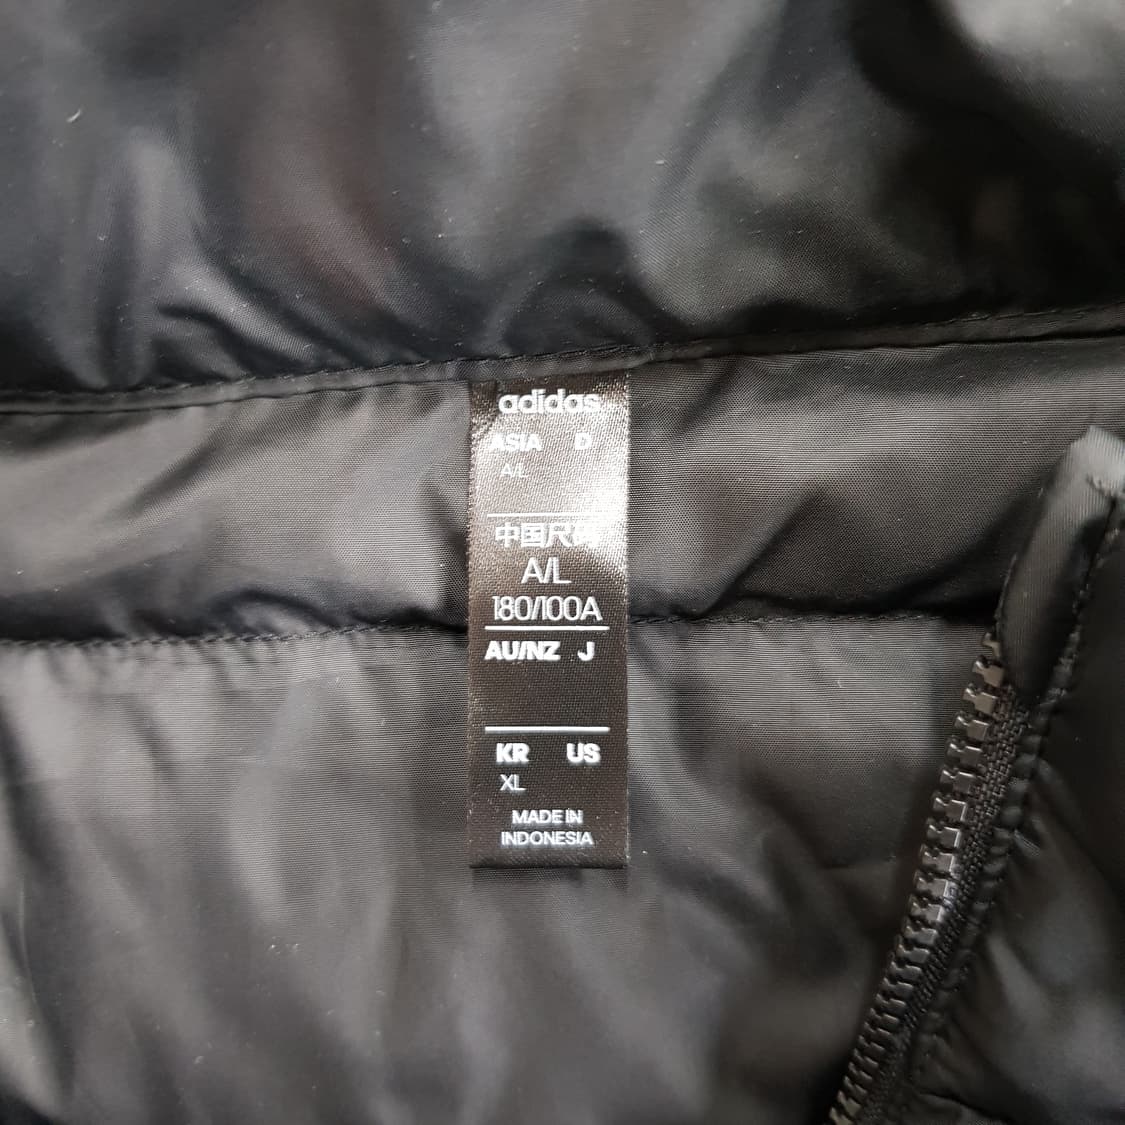 adidas
ASIA D
A/L
中国尺码
A/L
180/100A
AU/NZ J
KR US
XL
MADE IN
INDONESIA